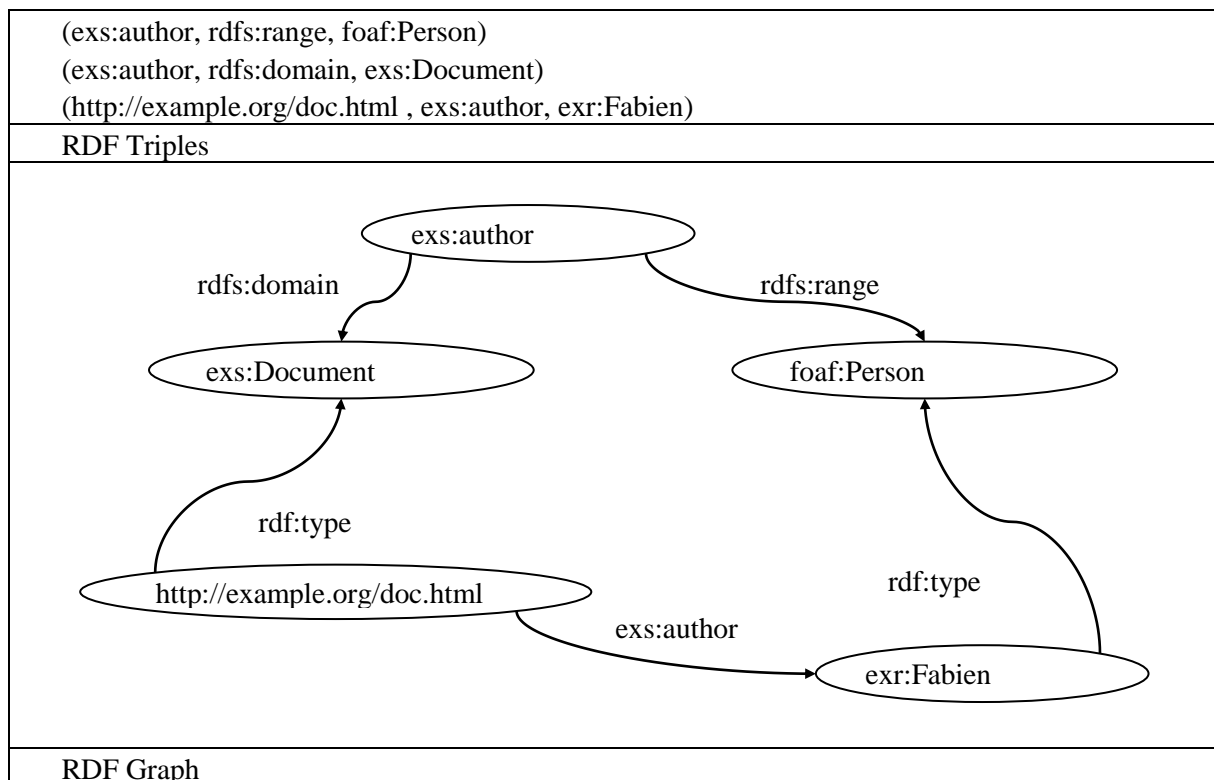 (exs:author, rdfs:range, foaf:Person)
(exs:author, rdfs:domain, exs:Document)
(http://example.org/doc.html , exs:author, exr:Fabien)
RDF Triples
exs:author
rdfs:domain
rdfs:range
exs:Document
foaf:Person
rdf:type
http://example.org/doc.html
rdf:type
exs:author
exr:Fabien
RDF Graph